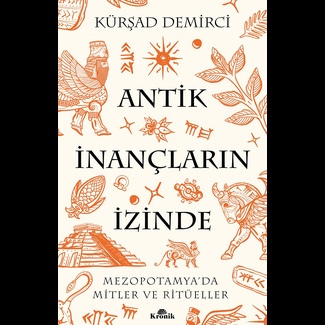 KÜRŞAD DEMİRCİ
ANTİK
İNANÇLARIN
İZİNDE
MEZOPOTAMYA'DA
MİTLER VE RİTÜELLER
Kronik